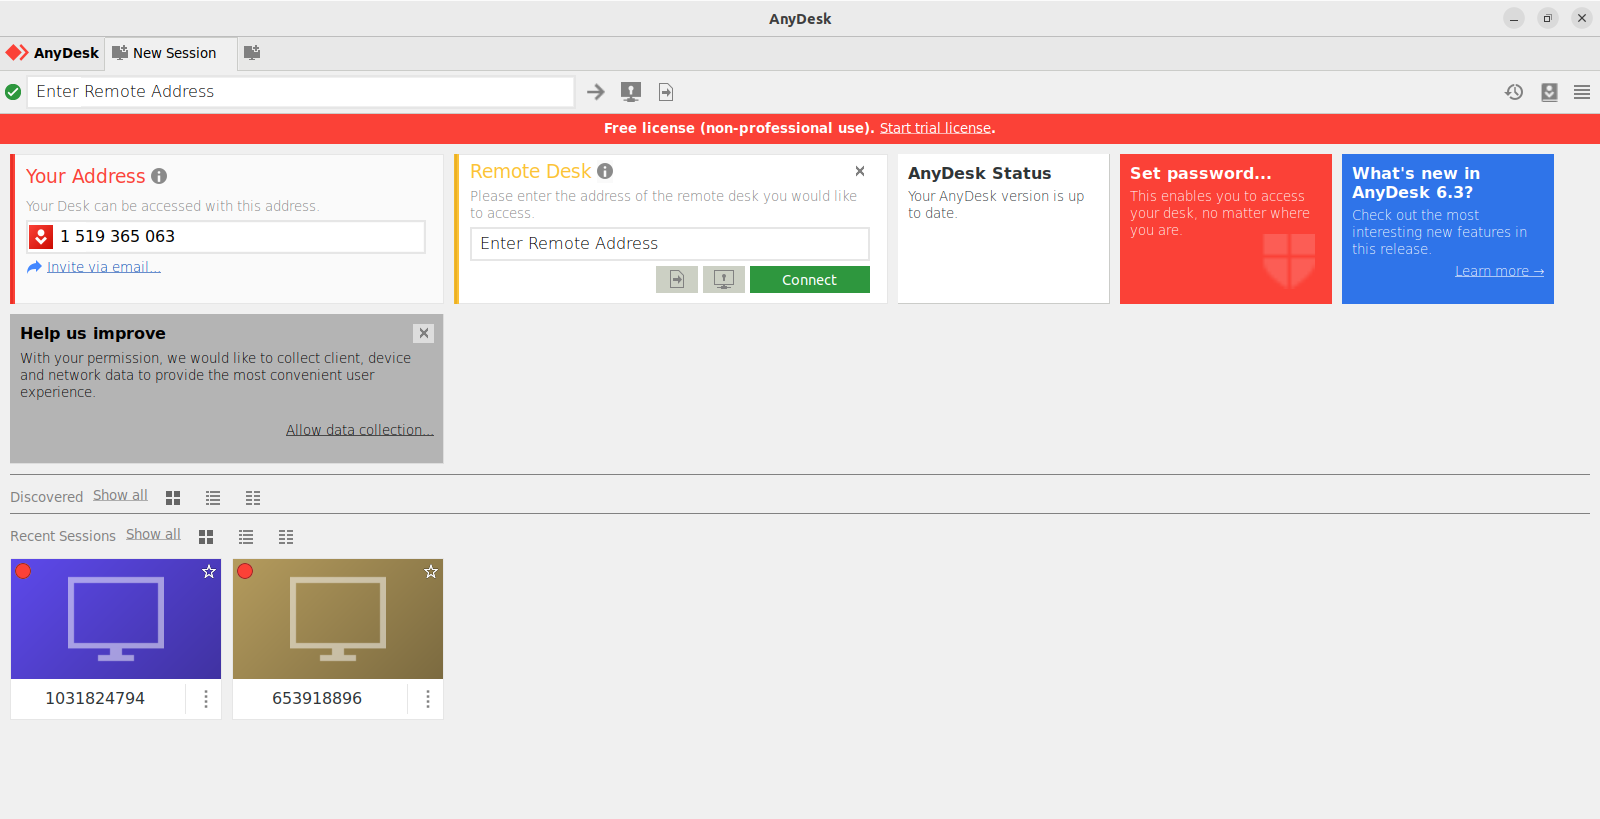 AnyDesk
AnyDesk
New Session
Enter Remote Address
Free license (non-professional use). Start trial license.
Your Address
Your Desk can be accessed with this address.
1 519 365 063
Invite via email...
Remote Desk
Please enter the address of the remote desk you would like
to access.
Enter Remote Address
Connect
AnyDesk Status
Your AnyDesk version is up
to date.
Set password...
This enables you to access
your desk, no matter where
you are.
What's new in
AnyDesk 6.3?
Check out the most
interesting new features in
this release.
Learn more →
Help us improve
With your permission, we would like to collect client, device
and network data to provide the most convenient user
experience.
Allow data collection...
Discovered Show all
Recent Sessions Show all
1031824794
653918896